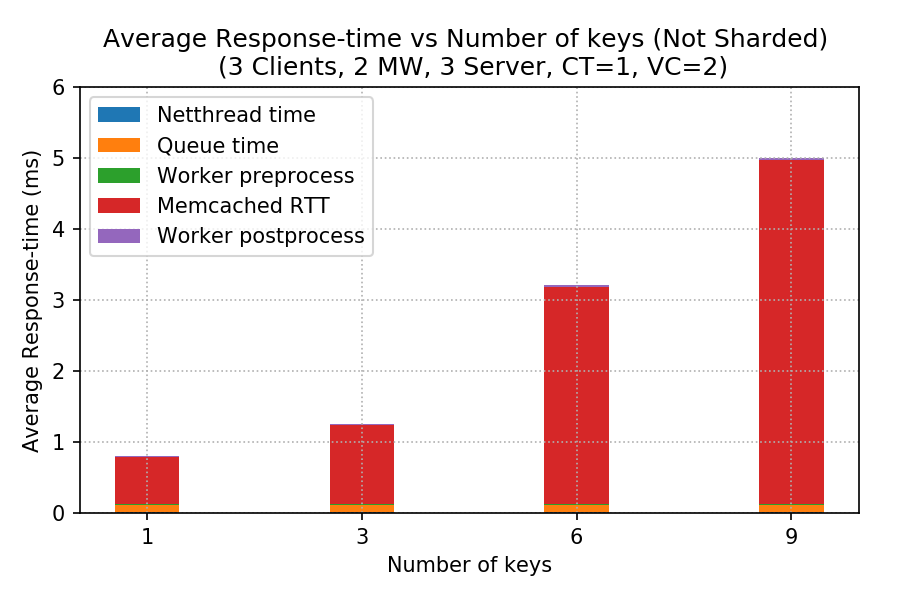 Average Response-time vs Number of keys (Not Sharded)
(3 Clients, 2 MW, 3 Server, CT=1, VC=2)
Average Response-time (ms)
6
5
4
3
2
1
0
Netthread time
Queue time
Worker preprocess
Memcached RTT
Worker postprocess
1 3 6 9
Number of keys